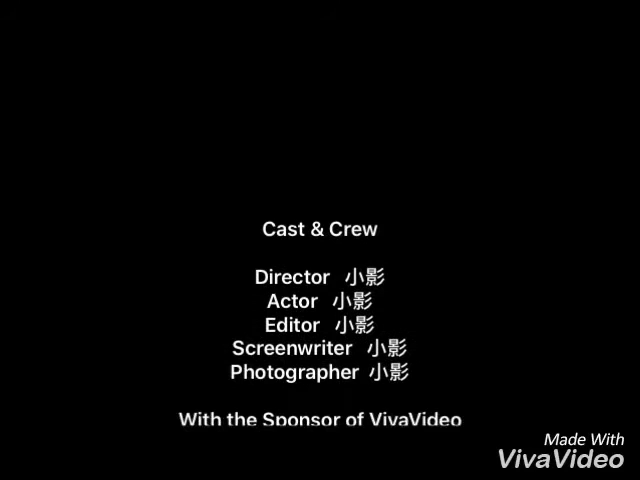 Cast & Crew
Director 小影
Actor 小影
Editor 小影
Screenwriter 小影
Photographer 小影
With the Sponsor of VivaVideo
Made With
VivaVideo